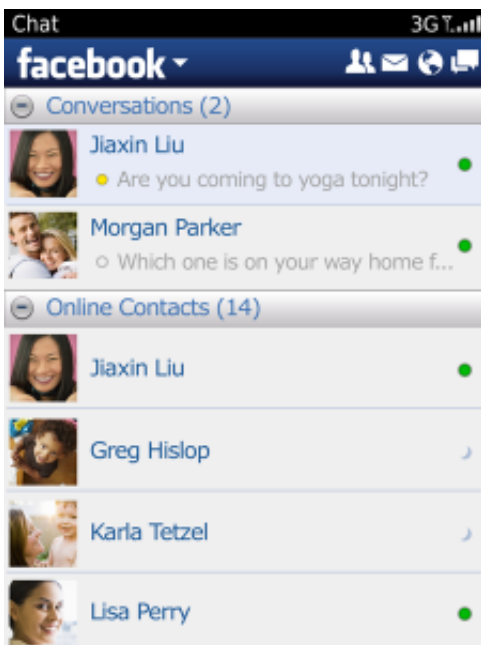 Chat 3G
facebook
Conversations (2)
Jiaxin Liu
Are you coming to yoga tonight?
Morgan Parker
Which one is on your way home f...
Online Contacts (14)
Jiaxin Liu
Greg Hislop
Karla Tetzel
Lisa Perry